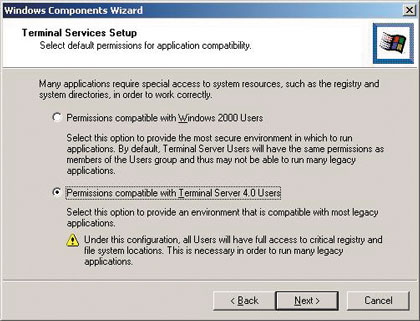 Windows Components Wizard
Terminal Services Setup
Select default permissions for application compatibility.
Many applications require special access to system resources, such as the registry and
system directories, in order to work correctly.
Permissions compatible with Windows 2000 Users
Select this option to provide the most secure environment in which to run
applications. By default, Terminal Server Users will have the same permissions as
members of the Users group and thus may not be able to run many legacy
applications.
Permissions compatible with Terminal Server 4.0 Users
Select this option to provide an environment that is compatible with most legacy
applications.
Under this configuration, all Users will have full access to critical registry and
file system locations. This is necessary in order to run many legacy
applications.
< Back
Next >
Cancel